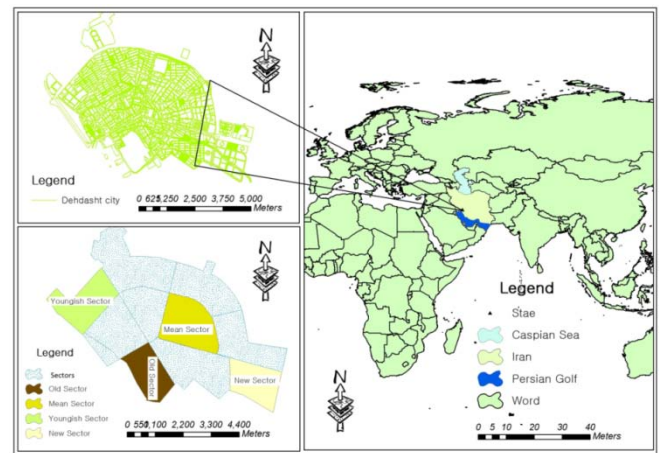 N
Legend
Dehdasht city
0 625 1,250 2,500 3,750 5,000
Meters
N
Youngish Sector
Mean Sector
Old Sector
New Sector
Legend
Sectors
Old Sector
Mean Sector
Youngish Sector
New Sector
0 550 1,100 2,200 3,300 4,400
Meters
Legend
Stae
Caspian Sea
Iran
Persian Golf
Word
N
0 5 10 20 30 40
Meters